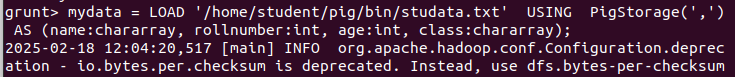 grunt> mydata = LOAD '/home/student/pig/bin/studata.txt'  USING  PigStorage(',')
 AS (name:chararray, rollnumber:int, age:int, class:chararray);
2025-02-18 12:04:20,517 [main] INFO  org.apache.hadoop.conf.Configuration.deprec
ation - io.bytes.per.checksum is deprecated. Instead, use dfs.bytes-per-checksum